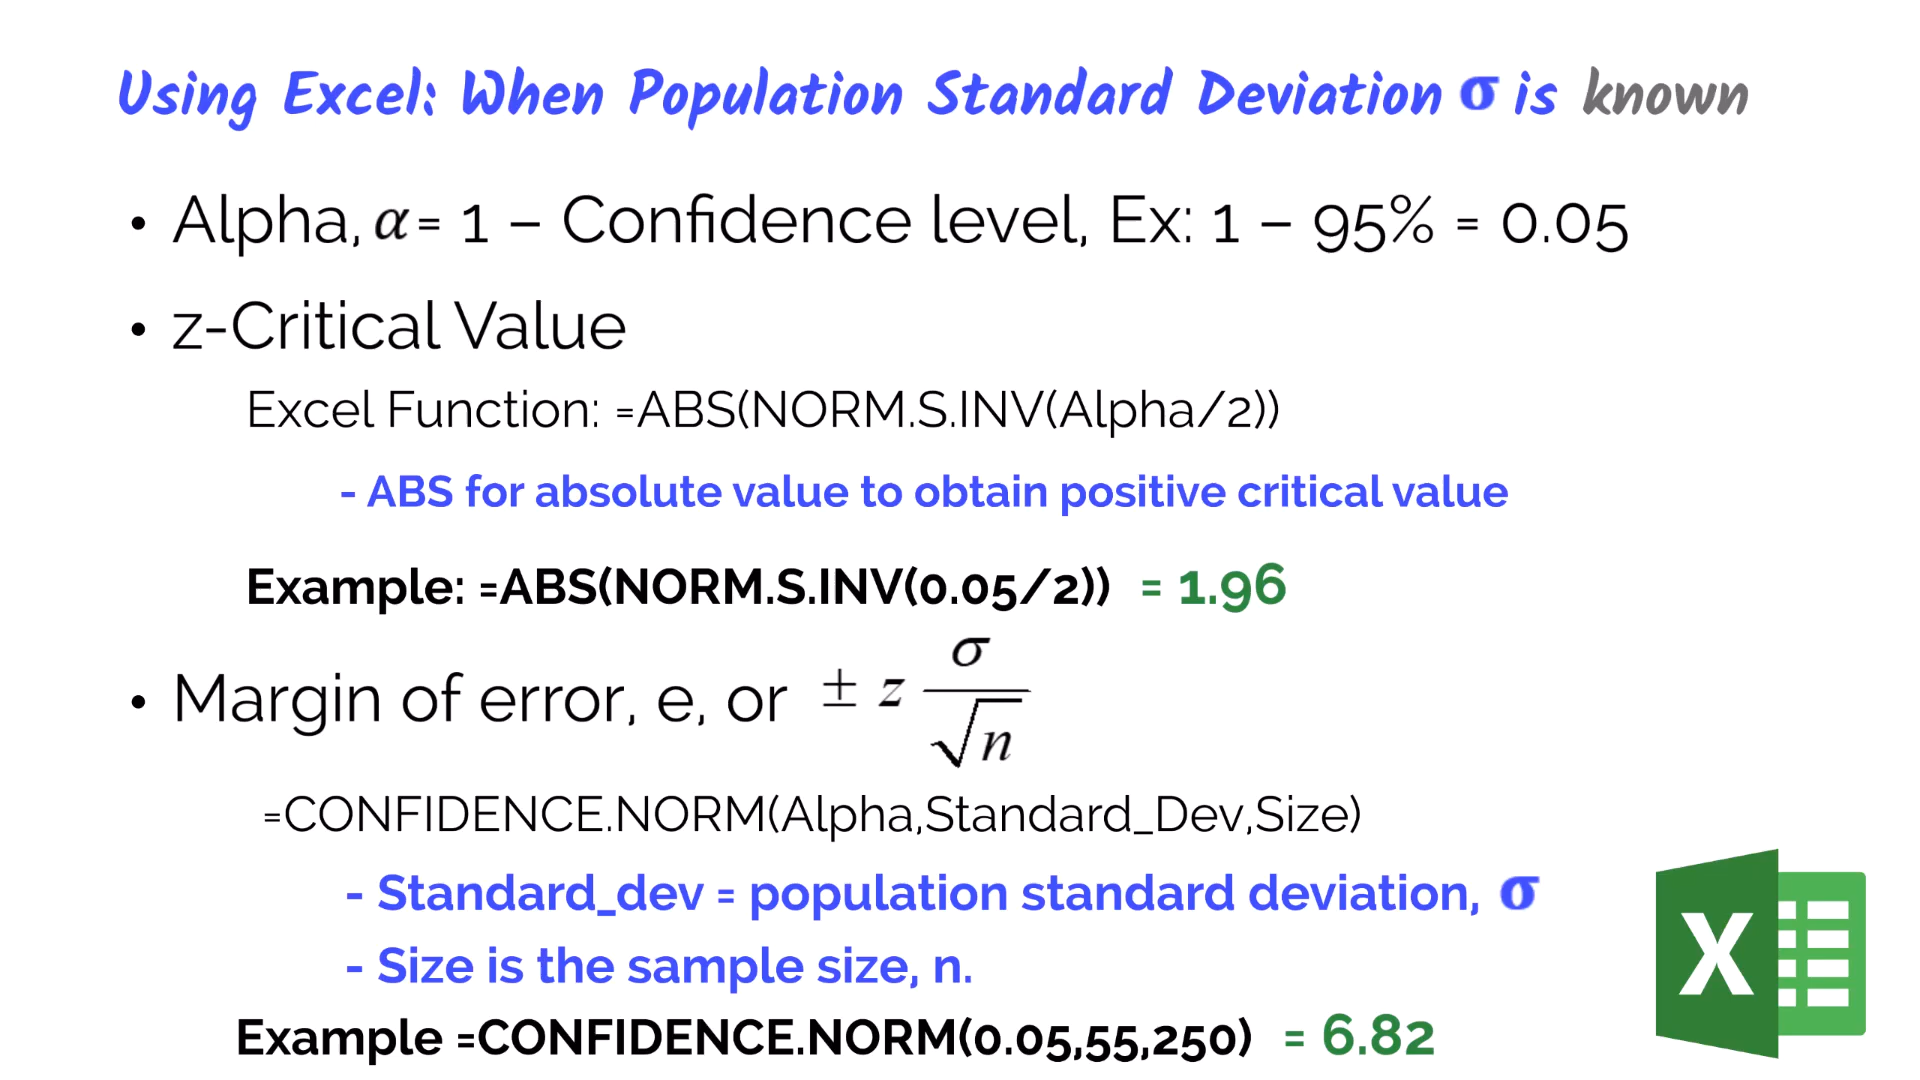 Using Excel: When Population Standard Deviation σ is known
• Alpha, α = 1 – Confidence level, Ex: 1 – 95% = 0.05
• z-Critical Value
Excel Function: =ABS(NORM.S.INV(Alpha/2))
- ABS for absolute value to obtain positive critical value
Example: =ABS(NORM.S.INV(0.05/2)) = 1.96
• Margin of error, e, or ± z σ/√n
=CONFIDENCE.NORM(Alpha,Standard_Dev,Size)
- Standard_dev = population standard deviation, σ
- Size is the sample size, n.
Example =CONFIDENCE.NORM(0.05,55,250) = 6.82
X